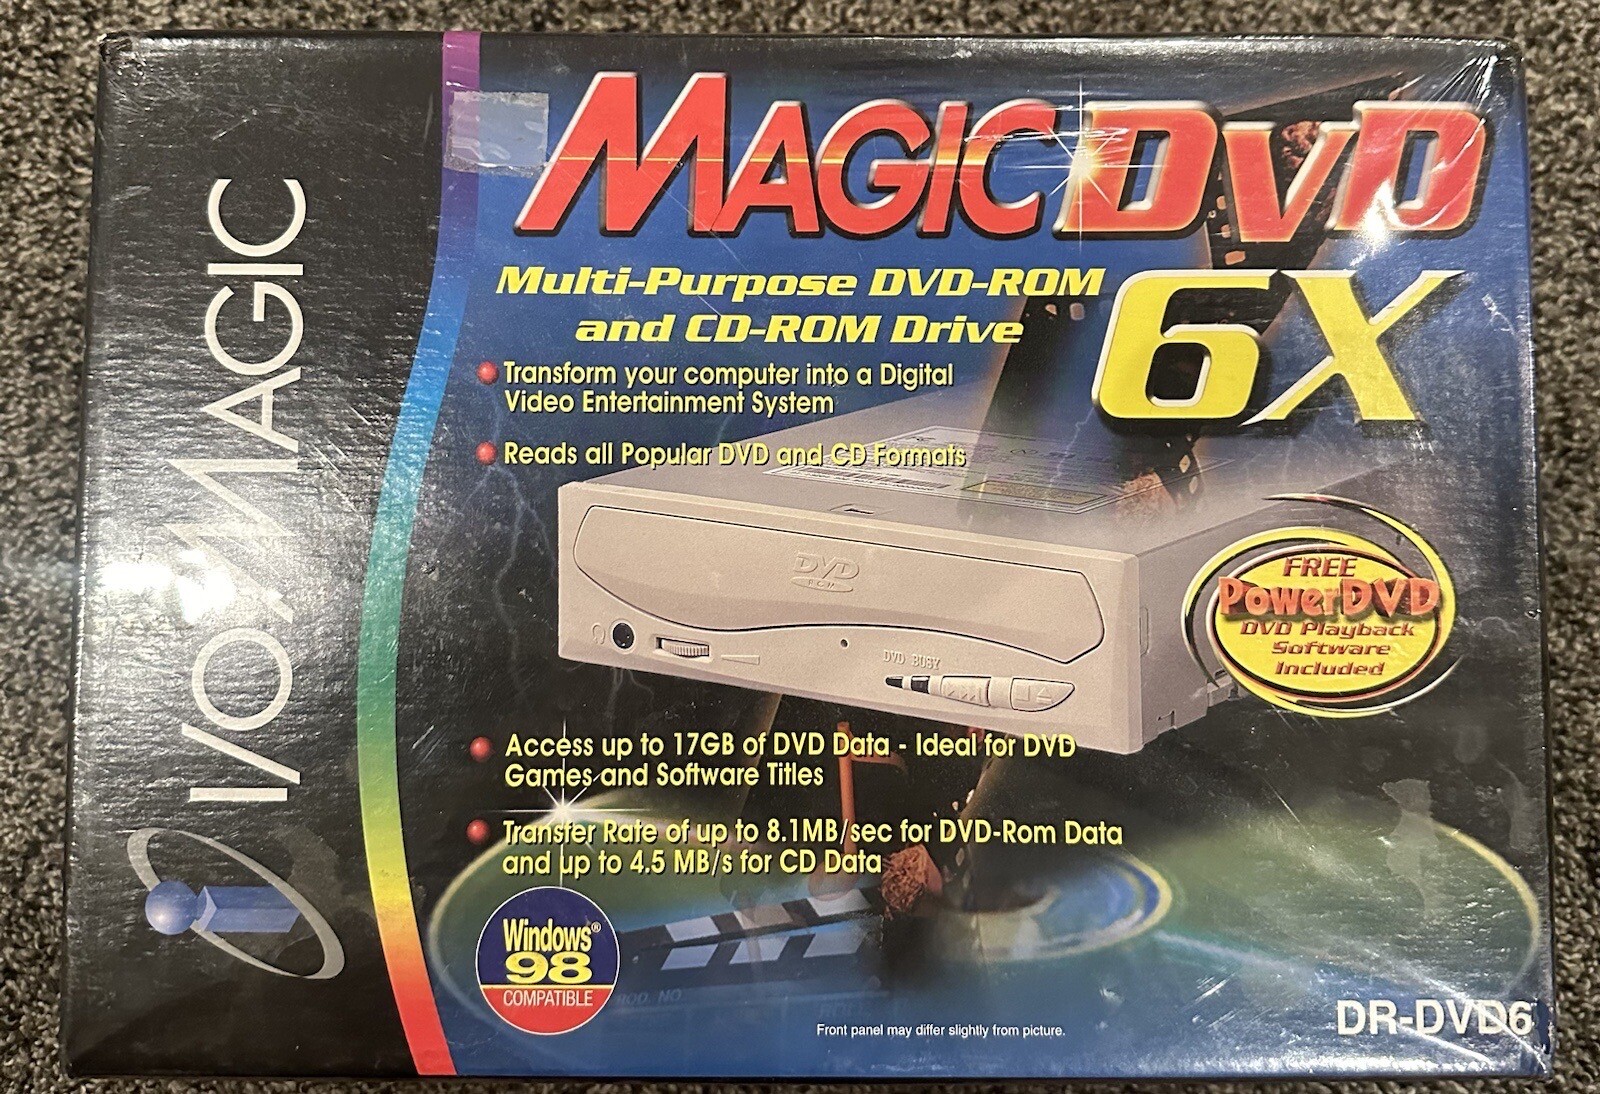 I/OMAGIC
MAGIC DVD
Multi-Purpose DVD-ROM
and CD-ROM Drive
6X
Transform your computer into a Digital
Video Entertainment System
Reads all Popular DVD and CD Formats
DVD
ROM
DVD BUSY
FREE
PowerDVD
DVD Playback
Software
Included
Access up to 17GB of DVD Data - Ideal for DVD
Games and Software Titles
Transfer Rate of up to 8.1MB/sec for DVD-Rom Data
and up to 4.5 MB/s for CD Data
Windows®
98
COMPATIBLE
PROD. NO.
Front panel may differ slightly from picture.
DR-DVD6